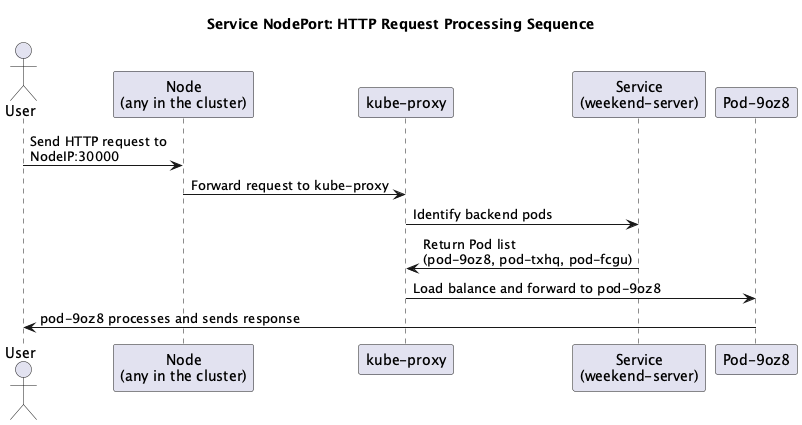 Service NodePort: HTTP Request Processing Sequence
User
Node
(any in the cluster)
kube-proxy
Service
(weekend-server)
Pod-9oz8
Send HTTP request to
NodeIP:30000
Forward request to kube-proxy
Identify backend pods
Return Pod list
(pod-9oz8, pod-txhq, pod-fcgu)
Load balance and forward to pod-9oz8
pod-9oz8 processes and sends response
User
Node
(any in the cluster)
kube-proxy
Service
(weekend-server)
Pod-9oz8